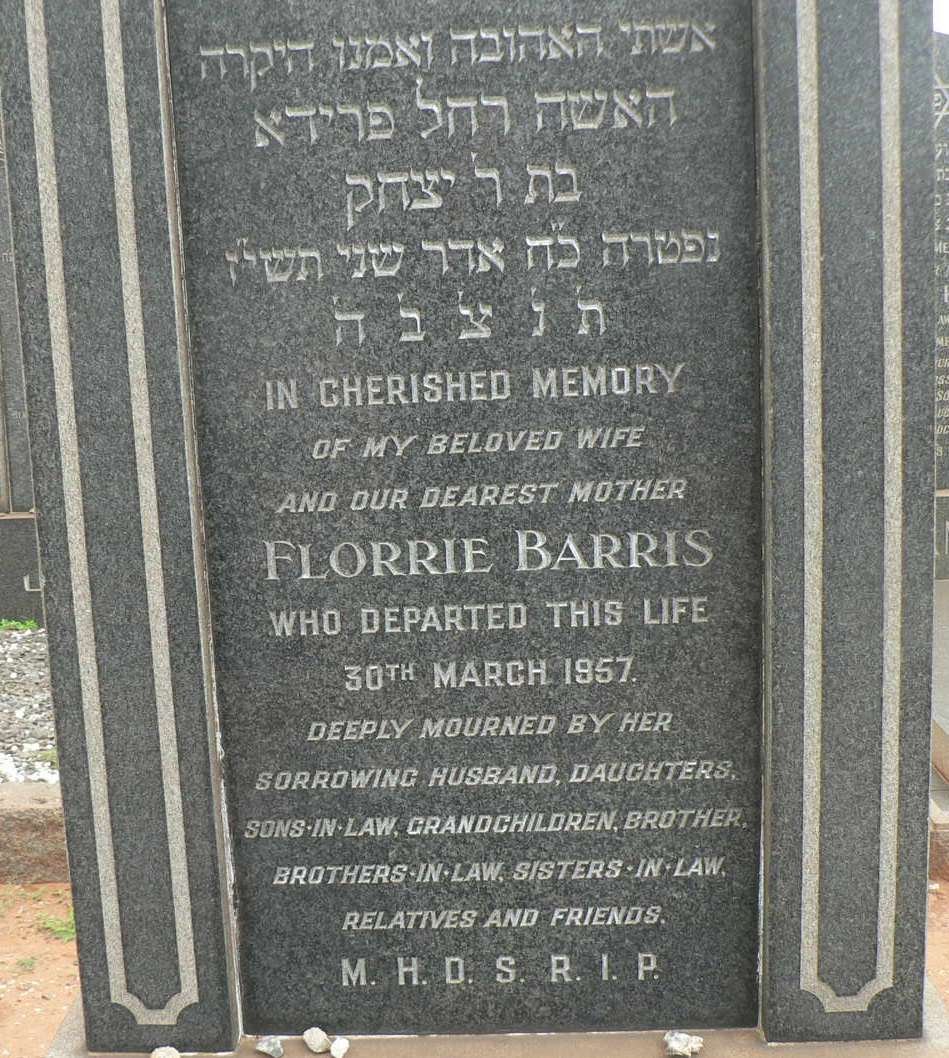 אשתי האהובה ואמנו היקרה
האשה רחל פרידא
בת ר' יצחק
נפטרה כ"ח אדר שני תשי"ז
ת' נ' צ' ב' ה'
IN CHERISHED MEMORY
OF MY BELOVED WIFE
AND OUR DEAREST MOTHER
FLORRIE BARRIS
WHO DEPARTED THIS LIFE
30TH MARCH 1957.
DEEPLY MOURNED BY HER
SORROWING HUSBAND, DAUGHTERS,
SONS·IN·LAW, GRANDCHILDREN, BROTHER,
BROTHERS·IN·LAW, SISTERS·IN·LAW,
RELATIVES AND FRIENDS.
M. H. D. S. R. I. P.